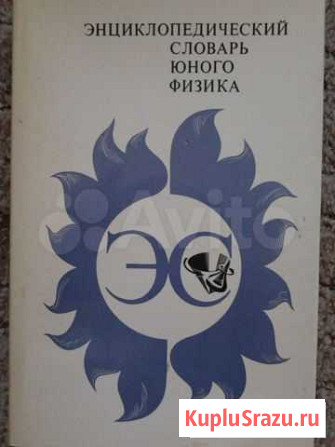 ЭНЦИКЛОПЕДИЧЕСКИЙ
СЛОВАРЬ
ЮНОГО
ФИЗИКА
Avito
ЭС
KupluSrazu.ru